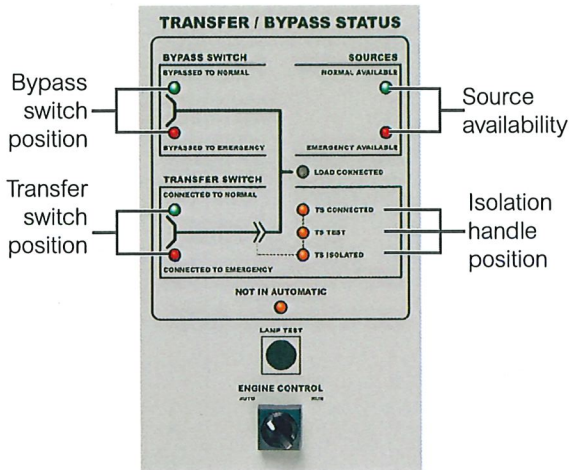 TRANSFER / BYPASS STATUS
BYPASS SWITCH
BYPASSED TO NORMAL
BYPASSED TO EMERGENCY
SOURCES
NORMAL AVAILABLE
EMERGENCY AVAILABLE
LOAD CONNECTED
TRANSFER SWITCH
CONNECTED TO NORMAL
CONNECTED TO EMERGENCY
TS CONNECTED
TS TEST
TS ISOLATED
NOT IN AUTOMATIC
LAMP TEST
ENGINE CONTROL
AUTO
RUN
Bypass
switch
position
Transfer
switch
position
Source
availability
Isolation
handle
position